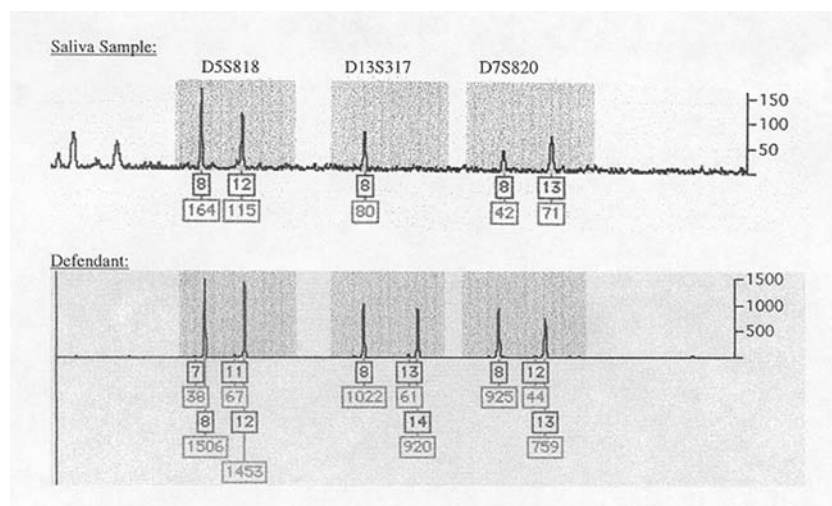 Saliva Sample:
D5S818 D13S317 D7S820
150
100
50
8 12 8 8 13
164 115 80 42 71
Defendant:
1500
1000
500
7 11 8 13 8 12
38 67 1022 61 925 44
8 12 14 13
1506 920 759
1453